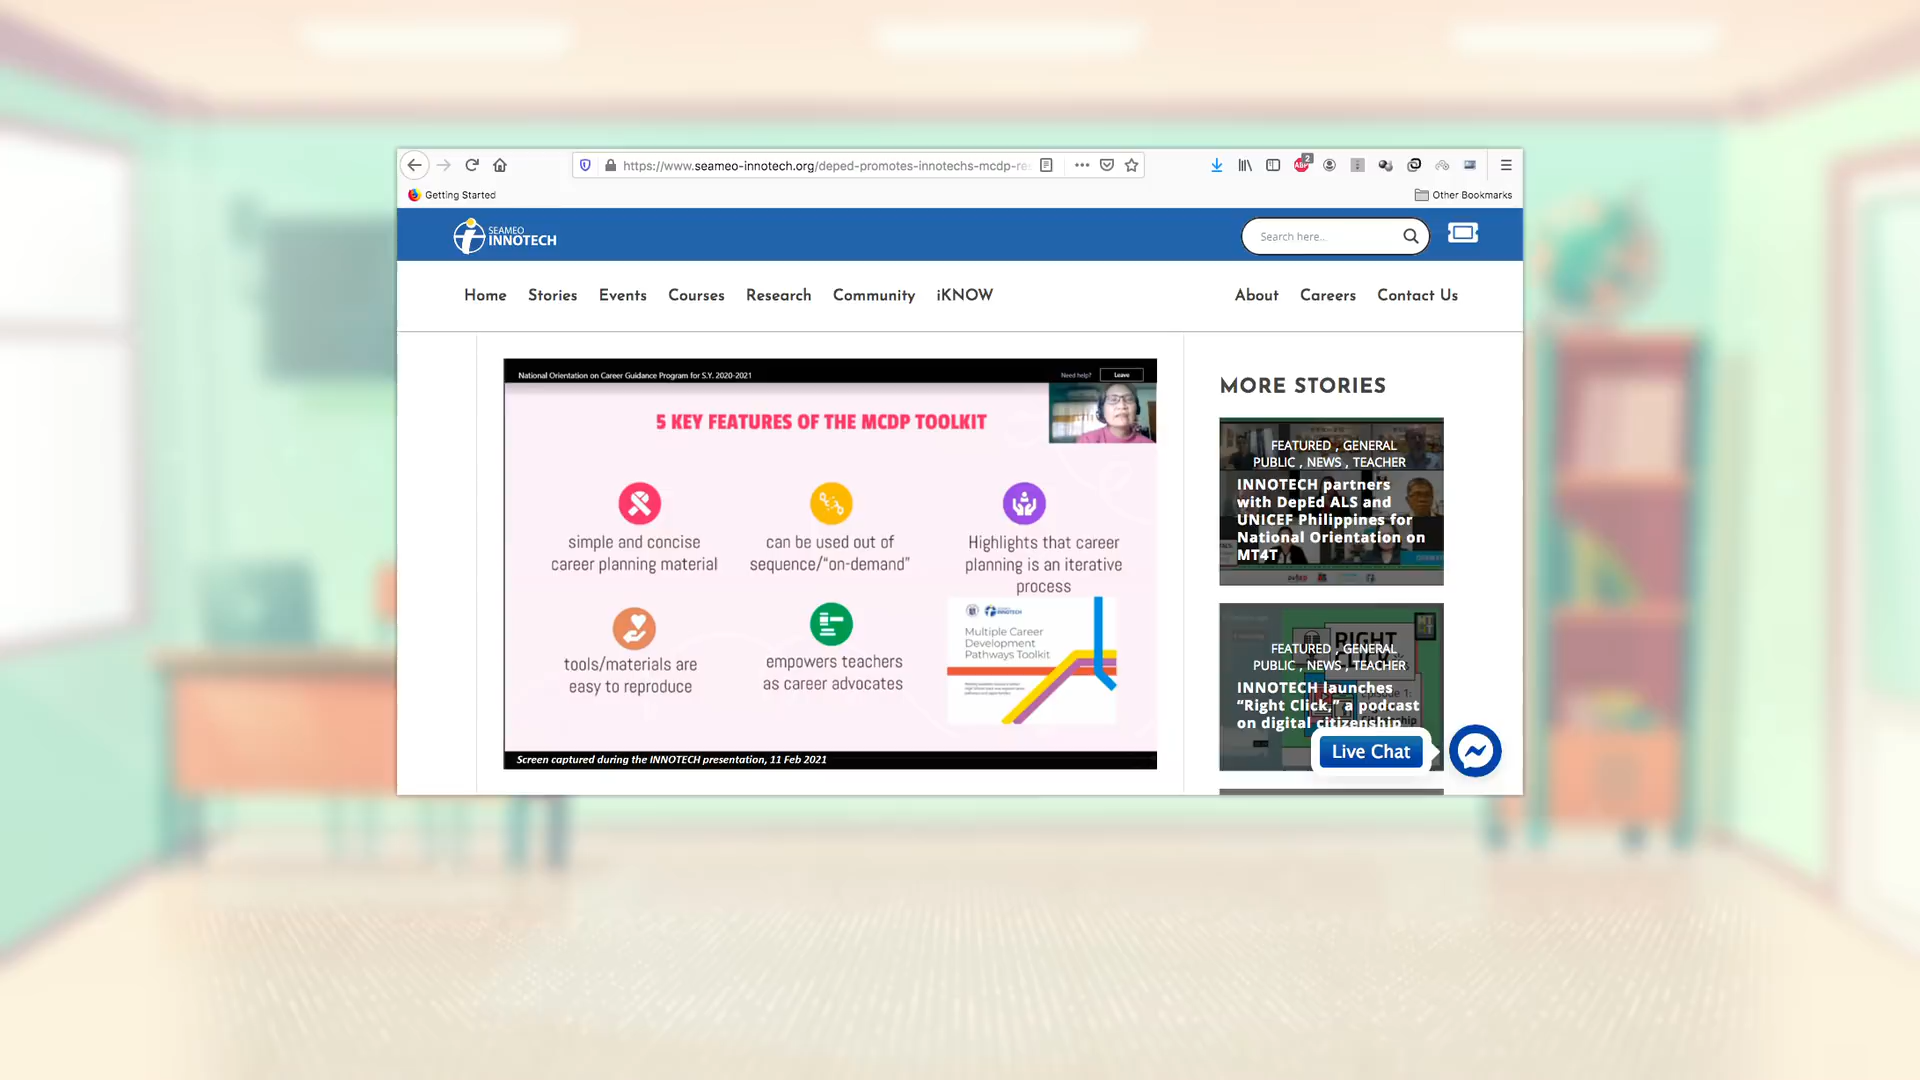 https://www.seameo-innotech.org/deped-promotes-innotechs-mcdp-re
2
Getting Started
Other Bookmarks
SEAMEO
INNOTECH
Search here...
Home Stories Events Courses Research Community iKNOW About Careers Contact Us
National Orientation on Career Guidance Program for S.Y. 2020-2021
Need help? Leave
5 KEY FEATURES OF THE MCDP TOOLKIT
simple and concise
career planning material
can be used out of
sequence/“on-demand”
Highlights that career
planning is an iterative
process
tools/materials are
easy to reproduce
empowers teachers
as career advocates
SEAMEO
INNOTECH
Multiple Career
Development
Pathways Toolkit
Screen captured during the INNOTECH presentation, 11 Feb 2021
MORE STORIES
FEATURED , GENERAL
PUBLIC , NEWS , TEACHER
INNOTECH partners
with DepEd ALS and
UNICEF Philippines for
National Orientation on
MT4T
RIGHT
FEATURED , GENERAL
PUBLIC , NEWS , TEACHER
INNOTECH launches
“Right Click,” a podcast
on digital citizenship
Live Chat